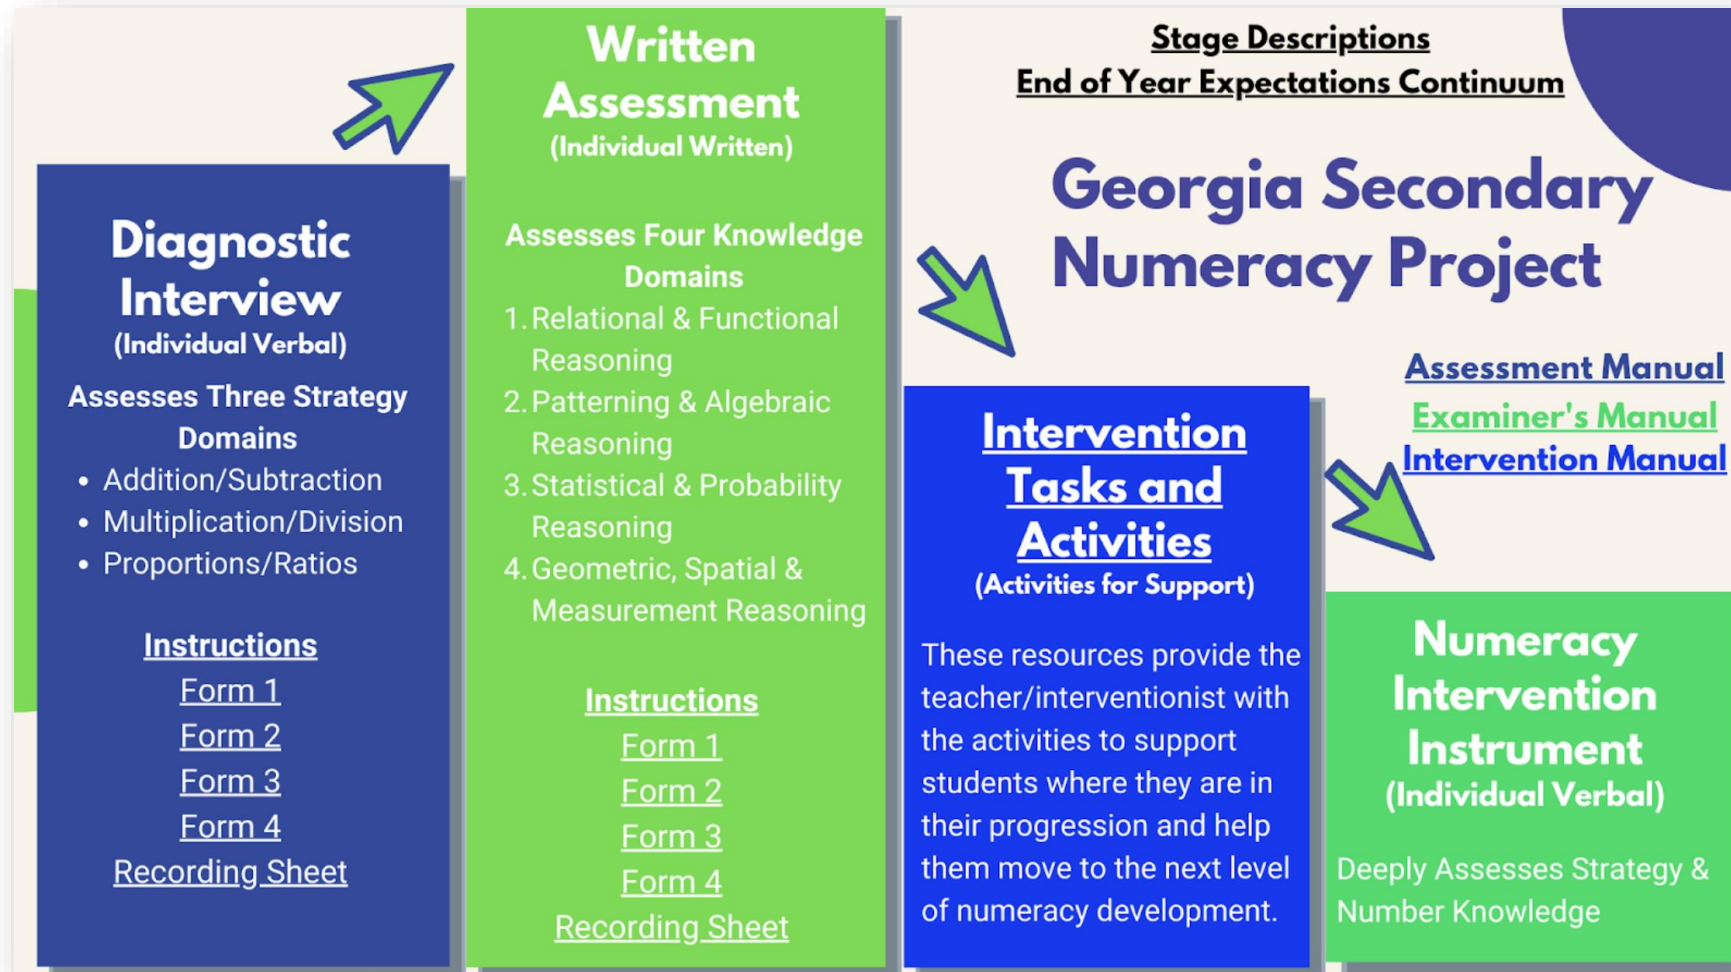 Diagnostic
Interview
(Individual Verbal)
Assesses Three Strategy
Domains
• Addition/Subtraction
• Multiplication/Division
• Proportions/Ratios
Instructions
Form 1
Form 2
Form 3
Form 4
Recording Sheet
Written
Assessment
(Individual Written)
Assesses Four Knowledge
Domains
1. Relational & Functional
Reasoning
2. Patterning & Algebraic
Reasoning
3. Statistical & Probability
Reasoning
4. Geometric, Spatial &
Measurement Reasoning
Instructions
Form 1
Form 2
Form 3
Form 4
Recording Sheet
Stage Descriptions
End of Year Expectations Continuum
Georgia Secondary
Numeracy Project
Assessment Manual
Examiner's Manual
Intervention Manual
Intervention
Tasks and
Activities
(Activities for Support)
These resources provide the
teacher/interventionist with
the activities to support
students where they are in
their progression and help
them move to the next level
of numeracy development.
Numeracy
Intervention
Instrument
(Individual Verbal)
Deeply Assesses Strategy &
Number Knowledge